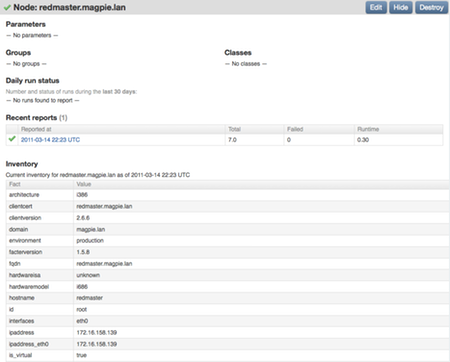 Node: redmaster.magpie.lan
Edit Hide Destroy
Parameters
— No parameters —
Groups Classes
— No groups — — No classes —
Daily run status
Number and status of runs during the last 30 days:
— No runs found to report —
Recent reports (1)
Reported at Total Failed Runtime
2011-03-14 22:23 UTC 7.0 0 0.30
Inventory
Current inventory for redmaster.magpie.lan as of 2011-03-14 22:23 UTC
Fact Value
architecture i386
clientcert redmaster.magpie.lan
clientversion 2.6.6
domain magpie.lan
environment production
facterversion 1.5.8
fqdn redmaster.magpie.lan
hardwareisa unknown
hardwaremodel i686
hostname redmaster
id root
interfaces eth0
ipaddress 172.16.158.139
ipaddress_eth0 172.16.158.139
is_virtual true